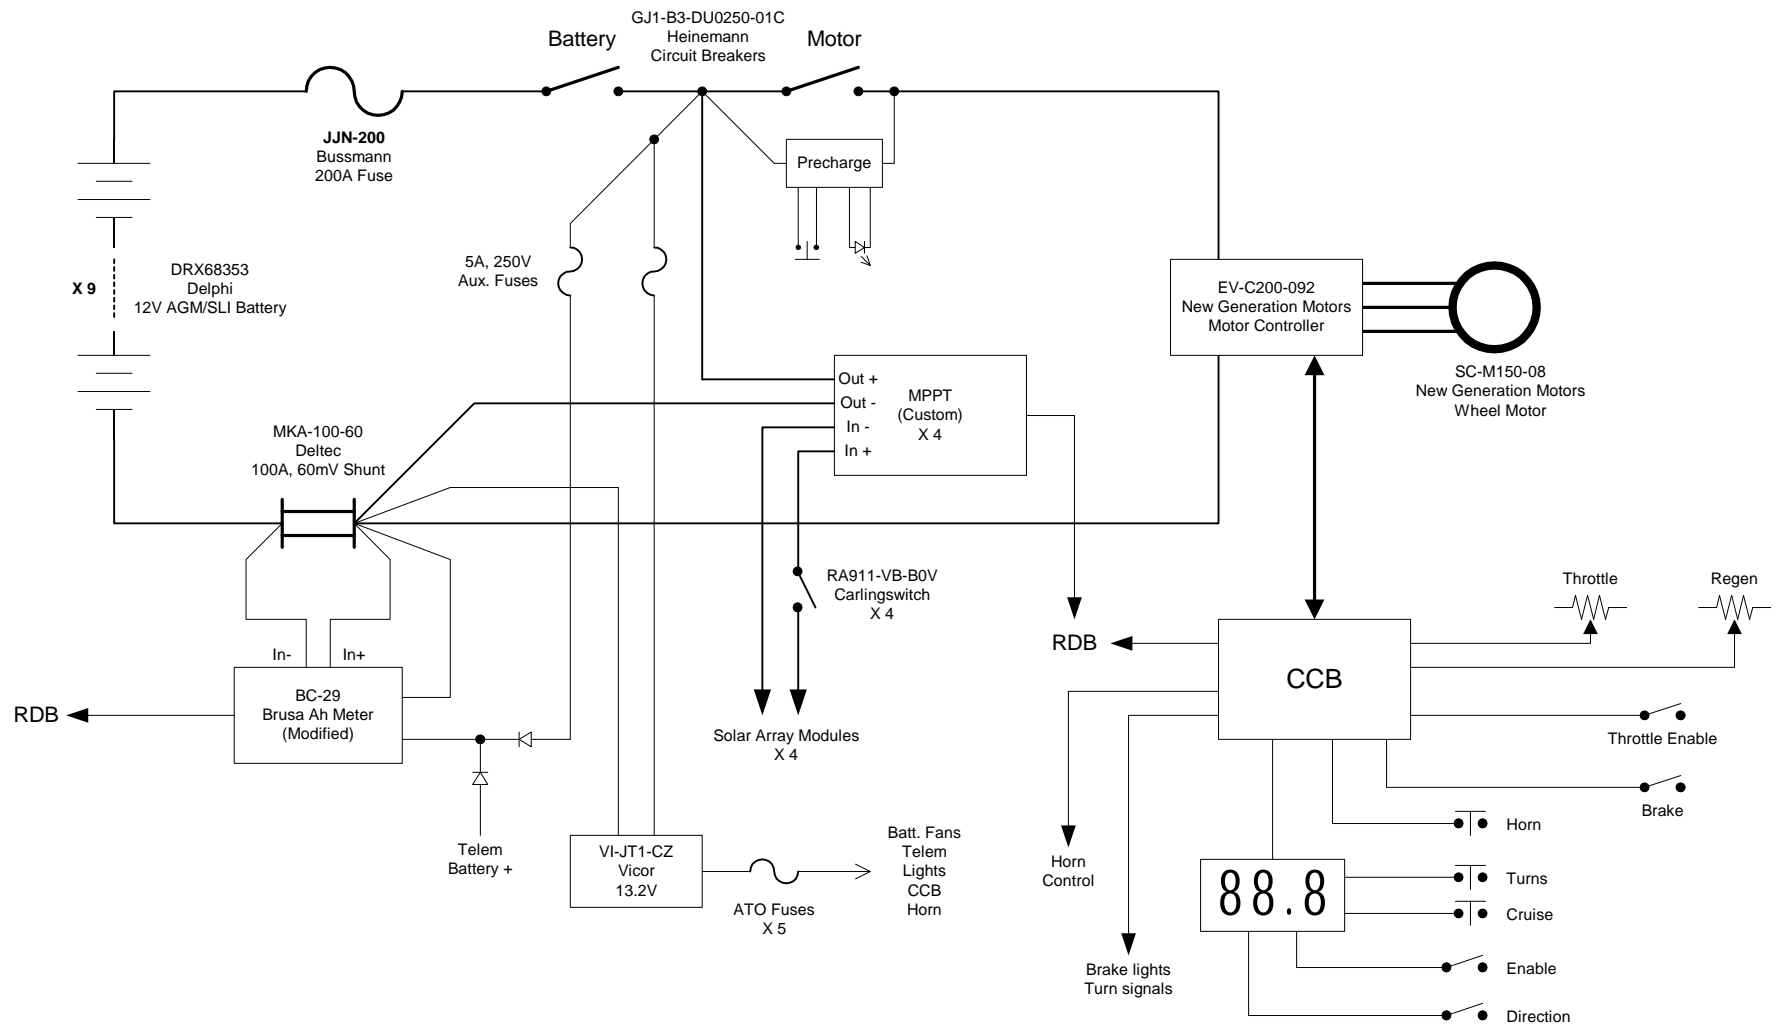 GJ1-B3-DU0250-01C
Heinemann
Circuit Breakers
Battery
Motor
JJN-200
Bussmann
200A Fuse
Precharge
X 9
DRX68353
Delphi
12V AGM/SLI Battery
5A, 250V
Aux. Fuses
EV-C200-092
New Generation Motors
Motor Controller
SC-M150-08
New Generation Motors
Wheel Motor
Out +
Out -
In -
In +
MPPT
(Custom)
X 4
MKA-100-60
Deltec
100A, 60mV Shunt
RA911-VB-B0V
Carlingswitch
X 4
Throttle
Regen
RDB
CCB
In-
In+
BC-29
Brusa Ah Meter
(Modified)
RDB
Solar Array Modules
X 4
Throttle Enable
Brake
Horn
Telem
Battery +
VI-JT1-CZ
Vicor
13.2V
ATO Fuses
X 5
Batt. Fans
Telem
Lights
CCB
Horn
Horn
Control
88.8
Turns
Cruise
Brake lights
Turn signals
Enable
Direction